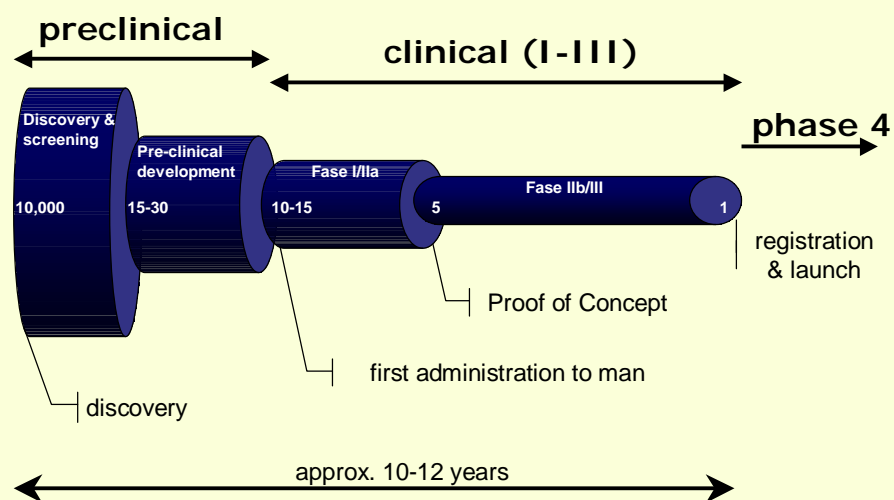 preclinical
clinical (I-III)
phase 4
Discovery &
screening
Pre-clinical
development
Fase I/IIa
Fase IIb/III
10,000
15-30
10-15
5
1
registration
& launch
Proof of Concept
first administration to man
discovery
approx. 10-12 years